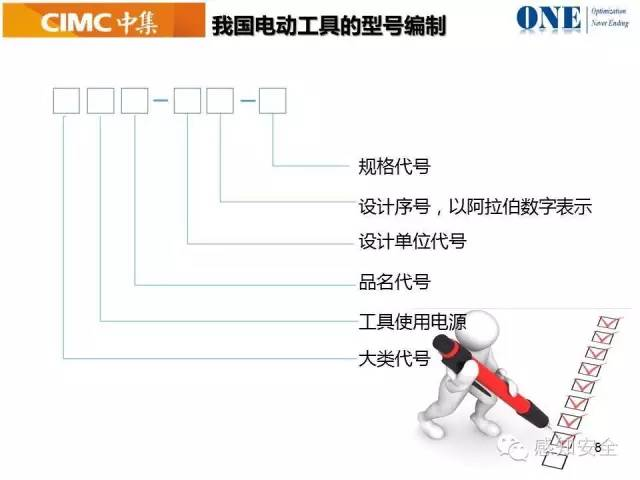 CIMC中集
我国电动工具的型号编制
ONE
Optimization
Never Ending
规格代号
设计序号，以阿拉伯数字表示
设计单位代号
品名代号
工具使用电源
大类代号
感知安全
8